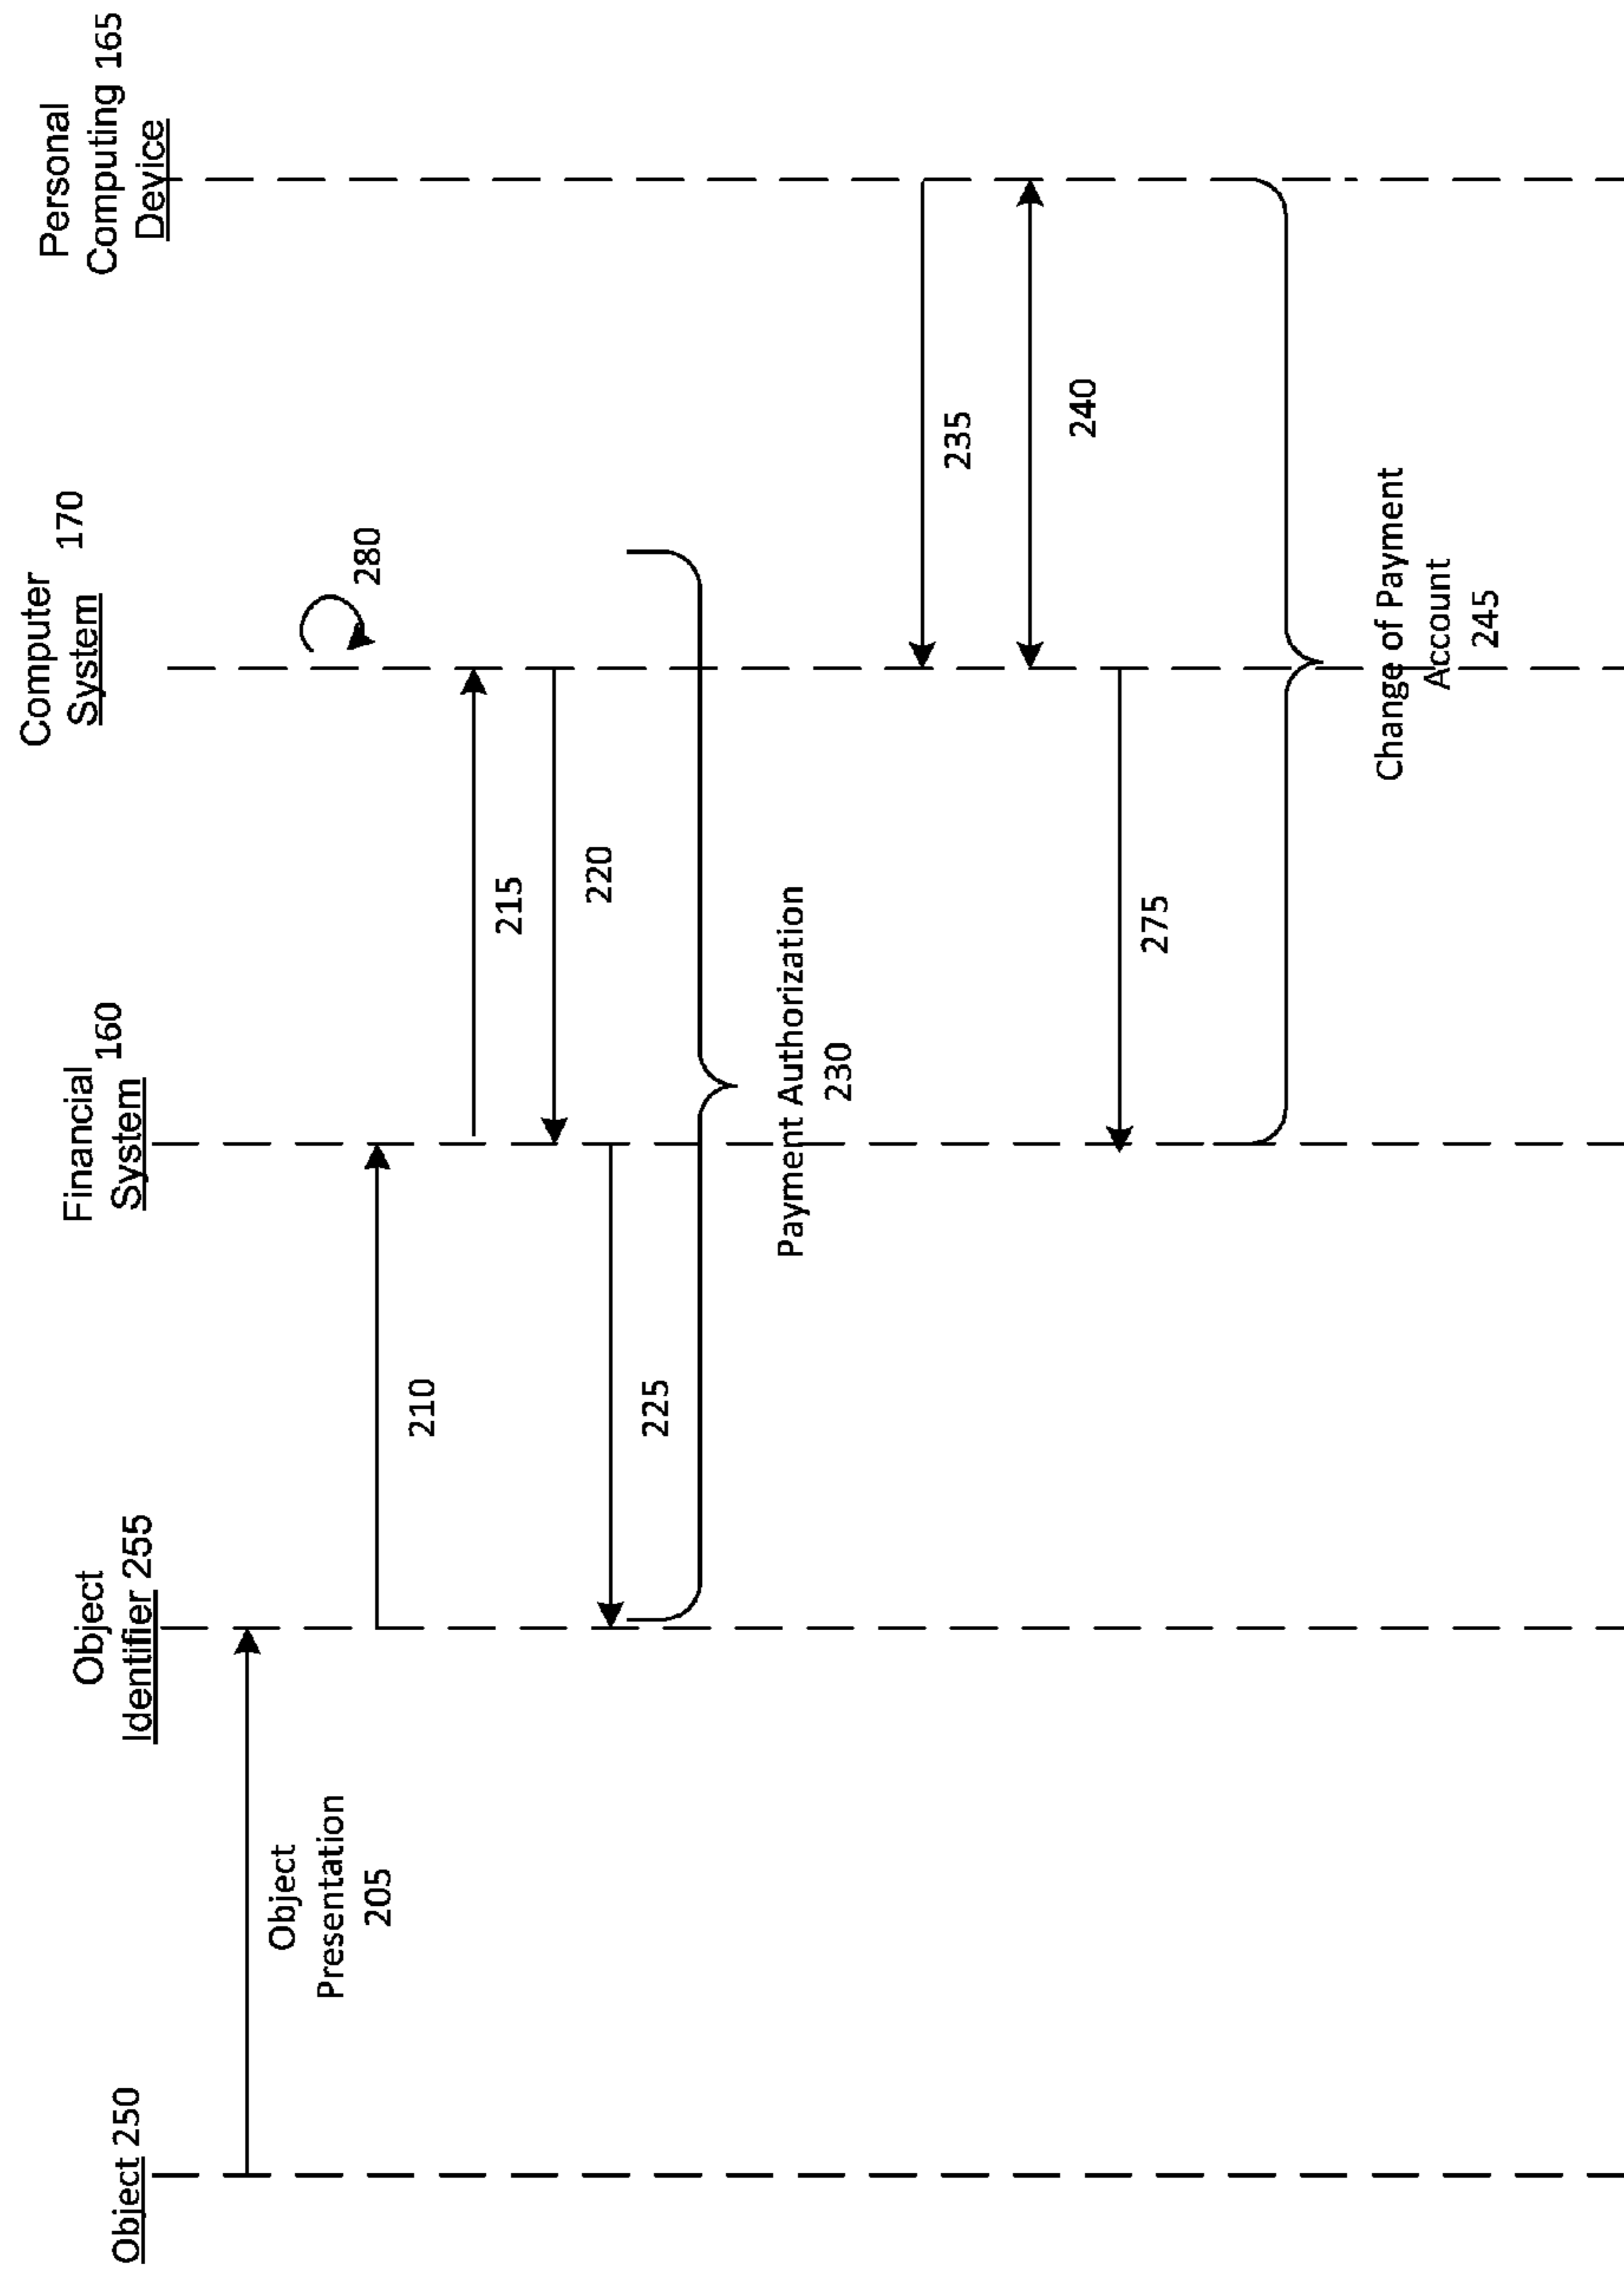 Object 250
Object
Identifier 255
Financial
System 160
Computer
System 170
Personal
Computing 165
Device
Object
Presentation
205
280
210
215
220
225
Payment Authorization
230
235
240
275
Change of Payment
Account
245